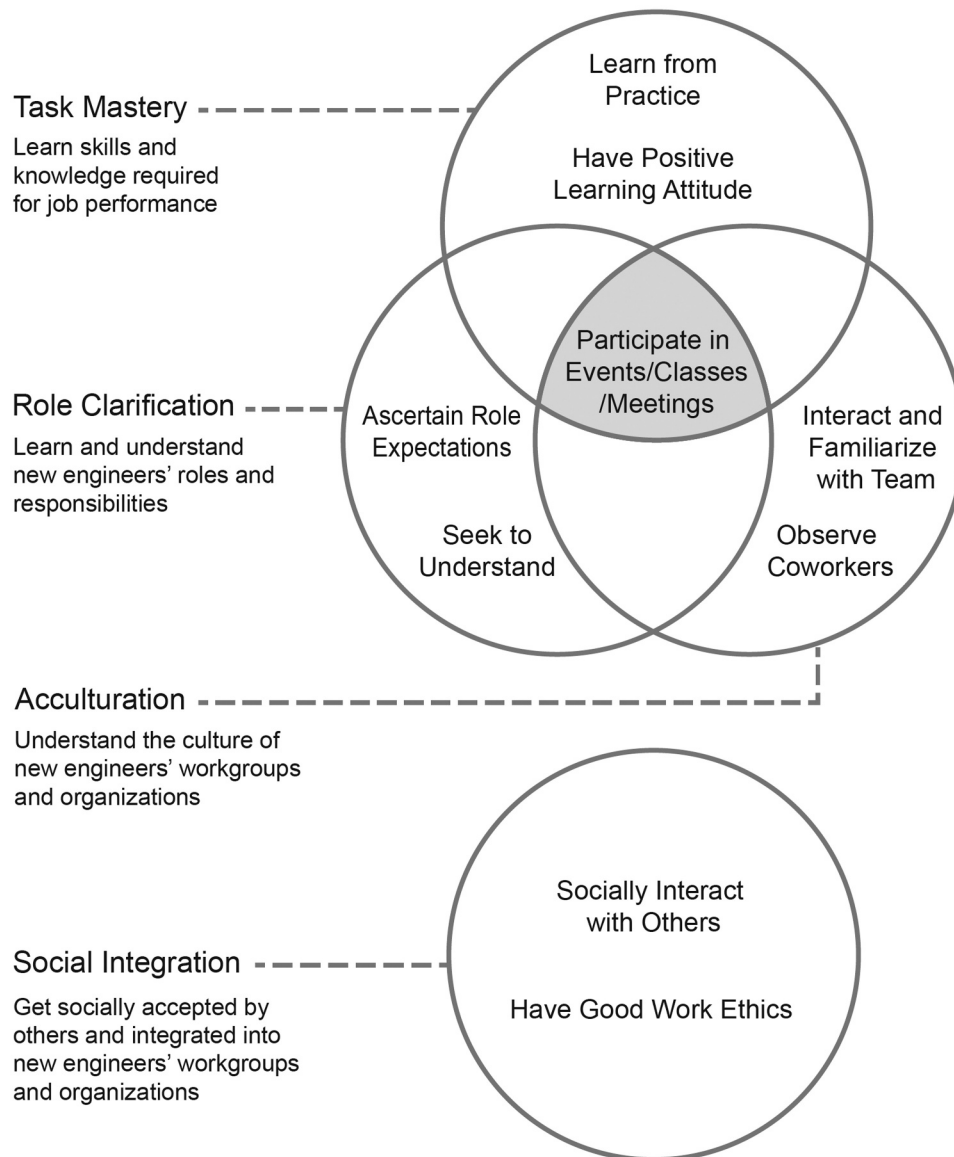 Learn from
Practice
Have Positive
Learning Attitude
Task Mastery
Learn skills and
knowledge required
for job performance
Participate in
Events/Classes
/Meetings
Role Clarification
Learn and understand
new engineers’ roles and
responsibilities
Ascertain Role
Expectations
Seek to
Understand
Interact and
Familiarize
with Team
Observe
Coworkers
Acculturation
Understand the culture of
new engineers’ workgroups
and organizations
Socially Interact
with Others
Have Good Work Ethics
Social Integration
Get socially accepted by
others and integrated into
new engineers’ workgroups
and organizations